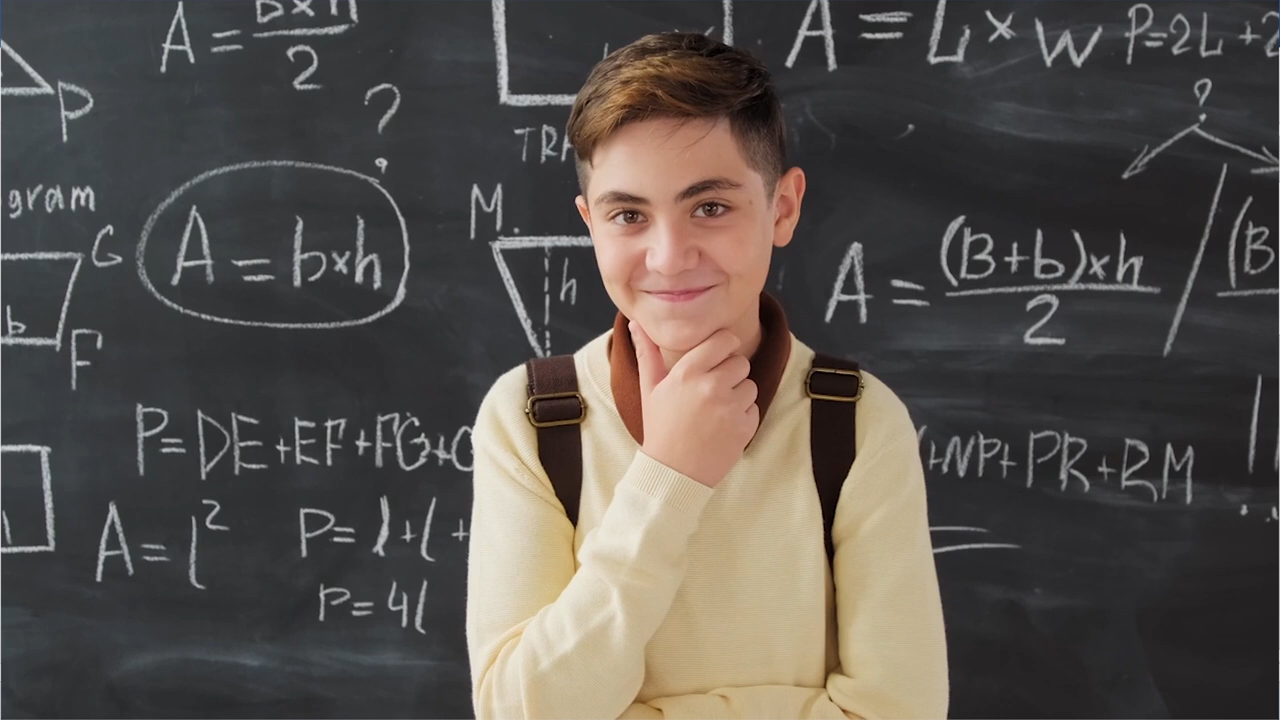 A = b×h / 2
A = L × W
P=2L+2
P
?
?
TRA
gram
M
G
A = b×h
h
A = (B+b)×h / 2
(B
b
F
P=DE+EF+FG+G
+NP+PR+RM
A = l²
P= l+l+
P=4l